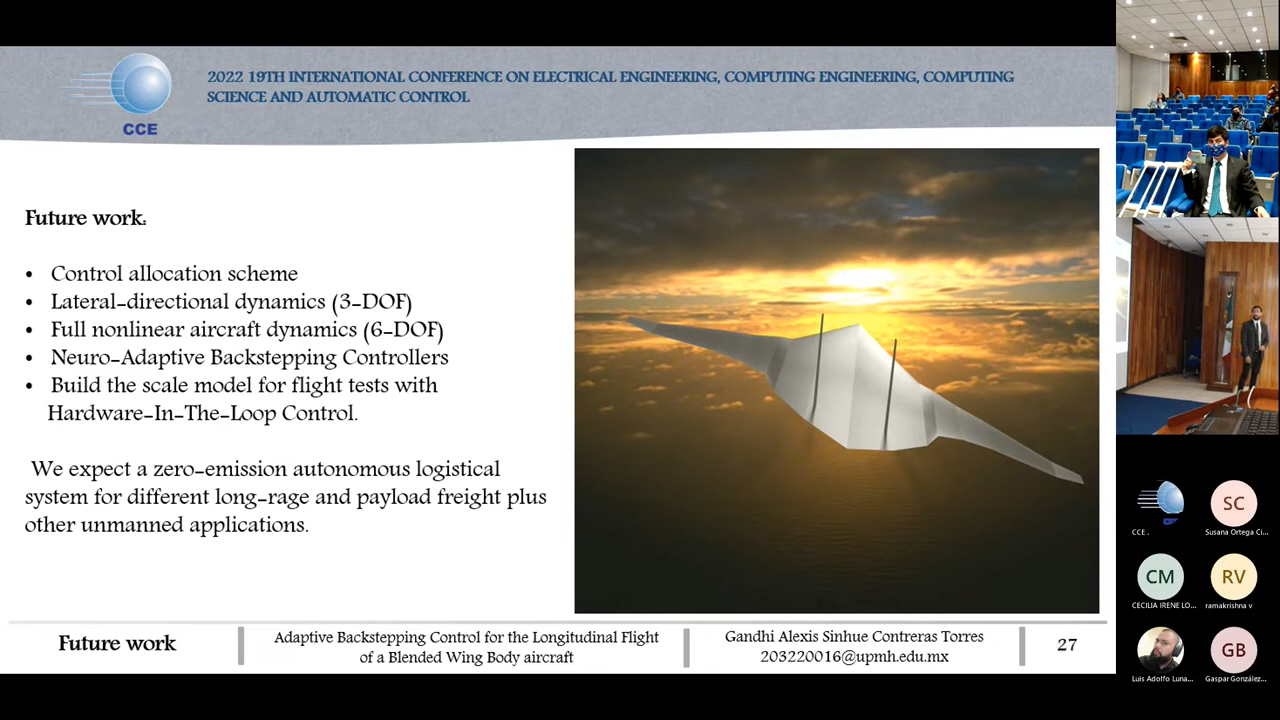 2022 19TH INTERNATIONAL CONFERENCE ON ELECTRICAL ENGINEERING, COMPUTING ENGINEERING, COMPUTING
SCIENCE AND AUTOMATIC CONTROL
CCE
Future work:
• Control allocation scheme
• Lateral-directional dynamics (3-DOF)
• Full nonlinear aircraft dynamics (6-DOF)
• Neuro-Adaptive Backstepping Controllers
• Build the scale model for flight tests with
Hardware-In-The-Loop Control.
We expect a zero-emission autonomous logistical
system for different long-rage and payload freight plus
other unmanned applications.
Future work
Adaptive Backstepping Control for the Longitudinal Flight
of a Blended Wing Body aircraft
Gandhi Alexis Sinhue Contreras Torres
203220016@upmh.edu.mx
27
CCE .
SC
Susana Ortega Ci...
CM
CECILIA IRENE LO...
RV
ramakrishna v
Luis Adolfo Luna...
GB
Gaspar González...